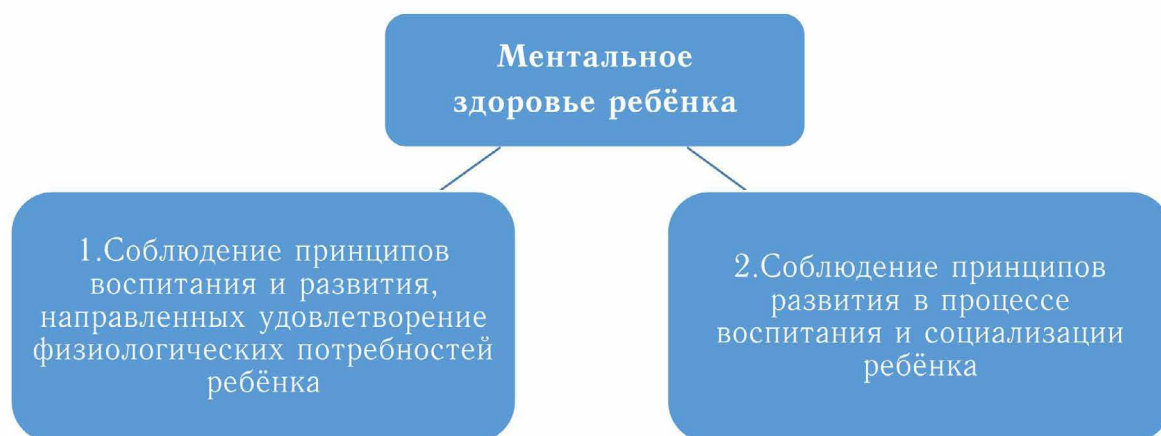 Ментальное
здоровье ребёнка
1.Соблюдение принципов
воспитания и развития,
направленных удовлетворение
физиологических потребностей
ребёнка
2.Соблюдение принципов
развития в процессе
воспитания и социализации
ребёнка